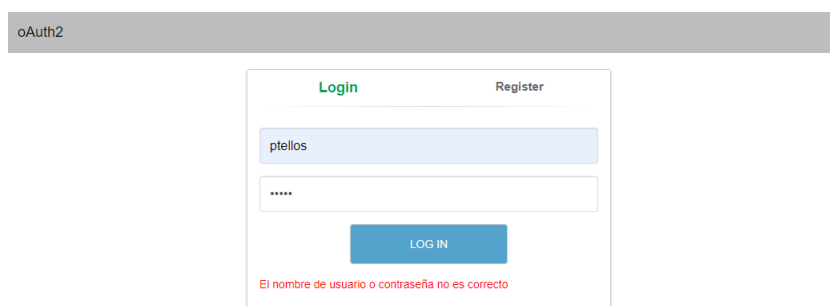 oAuth2
Login
Register
ptellos
•••••
LOG IN
El nombre de usuario o contraseña no es correcto